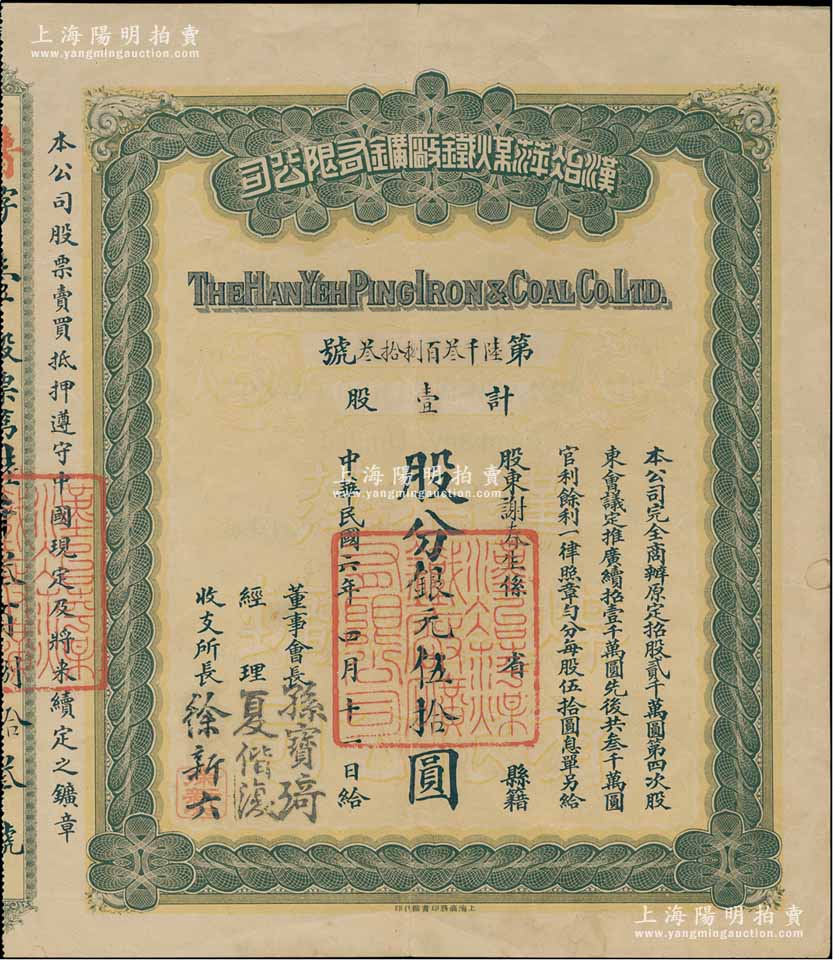 上海陽明拍賣
www.yangmingauction.com
漢冶萍煤鐵廠鑛有限公司
THE HAN YEH PING IRON & COAL CO. LTD.
第陸千叁百捌拾叁號
計壹股
本公司完全商辦原定招股貳千萬圓第四次股
東會議定推廣續招壹千萬圓先後共叁千萬圓
官利餘利一律照章勻分每股伍拾圓息單另給
股東謝春生係 省 縣籍
股分銀元伍拾圓
中華民國六年四月十一日給
董事會長孫寶琦
經理夏偕復
收支所長徐新六
本公司股票賣買抵押遵守中國現定及將來續定之鑛章
上海陽明拍賣
www.yangmingauction.com
上海陽明拍賣
www.yangmingauction.com